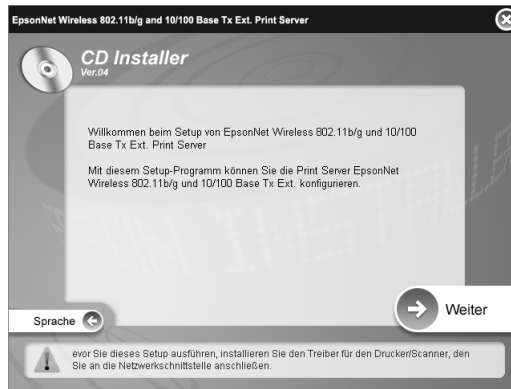 EpsonNet Wireless 802.11b/g and 10/100 Base Tx Ext. Print Server
CD Installer
Ver.04
Willkommen beim Setup von EpsonNet Wireless 802.11b/g und 10/100
Base Tx Ext. Print Server
Mit diesem Setup-Programm können Sie die Print Server EpsonNet
Wireless 802.11b/g und 10/100 Base Tx Ext. konfigurieren.
Weiter
Sprache
evor Sie dieses Setup ausführen, installieren Sie den Treiber für den Drucker/Scanner, den
Sie an die Netzwerkschnittstelle anschließen.